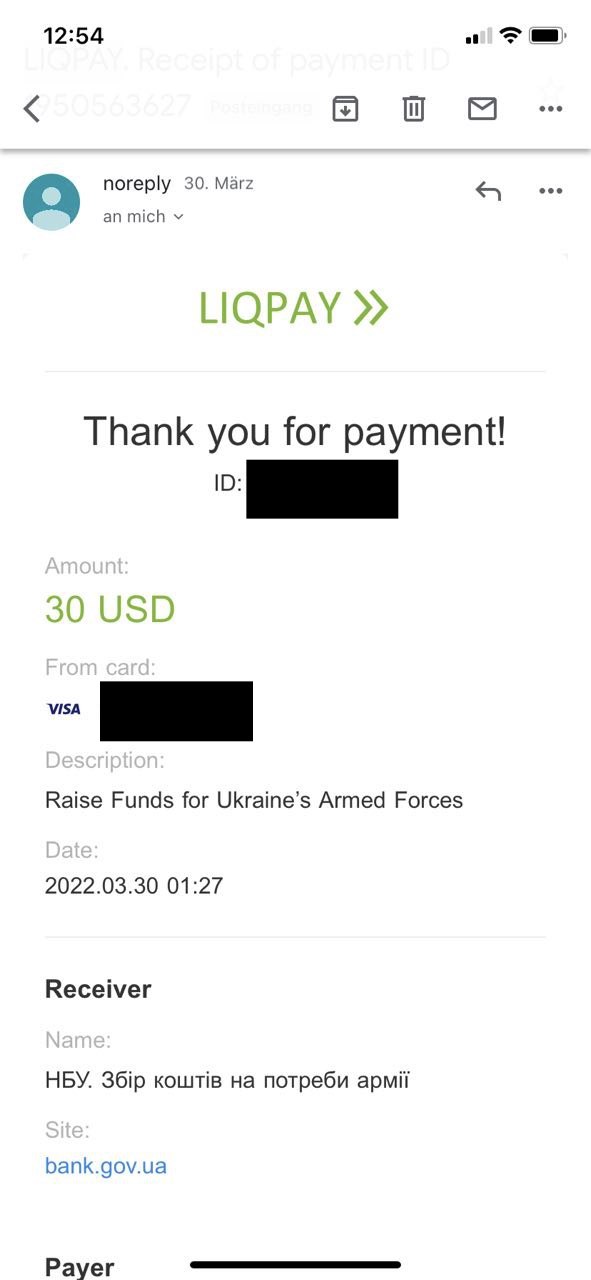 12:54
LIQPAY. Receipt of payment ID
950563627 Posteingang
noreply 30. März
an mich
LIQPAY
Thank you for payment!
ID:
Amount:
30 USD
From card:
VISA
Description:
Raise Funds for Ukraine’s Armed Forces
Date:
2022.03.30 01:27
Receiver
Name:
НБУ. Збір коштів на потреби армії
Site:
bank.gov.ua
Payer